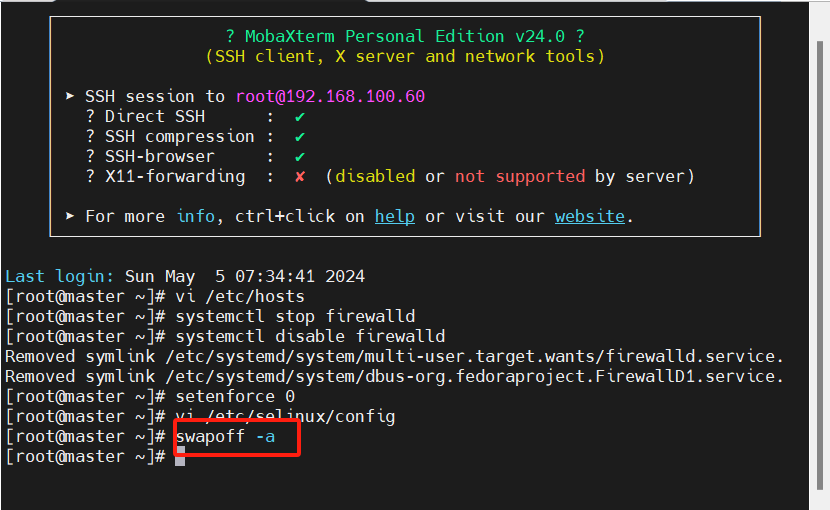 ? MobaXterm Personal Edition v24.0 ?
(SSH client, X server and network tools)
➤ SSH session to root@192.168.100.60
? Direct SSH : ✔
? SSH compression : ✔
? SSH-browser : ✔
? X11-forwarding : ✘ (disabled or not supported by server)
➤ For more info, ctrl+click on help or visit our website.
Last login: Sun May 5 07:34:41 2024
[root@master ~]# vi /etc/hosts
[root@master ~]# systemctl stop firewalld
[root@master ~]# systemctl disable firewalld
Removed symlink /etc/systemd/system/multi-user.target.wants/firewalld.service.
Removed symlink /etc/systemd/system/dbus-org.fedoraproject.FirewallD1.service.
[root@master ~]# setenforce 0
[root@master ~]# vi /etc/selinux/config
[root@master ~]# swapoff -a
[root@master ~]#